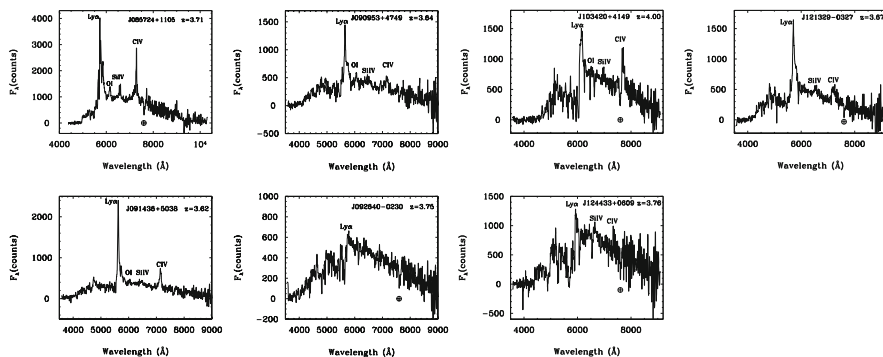 J085724+1105 z=3.71
Lyα
CIV
OI
SiIV
4000
3000
2000
1000
0
4000
6000
8000
10⁴
Wavelength (Å)
F_λ(counts)
J090953+4749 z=3.64
Lyα
OI
SiIV
CIV
1500
1000
500
0
-500
4000 5000 6000 7000 8000 9000
Wavelength (Å)
F_λ(counts)
J103420+4149 z=4.00
Lyα
OI
SiIV
CIV
1500
1000
500
0
4000
6000
8000
Wavelength (Å)
F_λ(counts)
J121329-0327 z=3.67
Lyα
SiIV
CIV
1500
1000
500
0
4000
6000
8000
Wavelength (Å)
F_λ(counts)
J091436+5038 z=3.62
Lyα
OI
SiIV
CIV
2000
1000
0
4000 5000 6000 7000 8000 9000
Wavelength (Å)
F_λ(counts)
J092640-0230 z=3.75
Lyα
1000
800
600
400
200
0
-200
4000 5000 6000 7000 8000 9000
Wavelength (Å)
F_λ(counts)
J124433+0609 z=3.76
Lyα
SiIV
CIV
1500
1000
500
0
-500
4000
6000
8000
Wavelength (Å)
F_λ(counts)